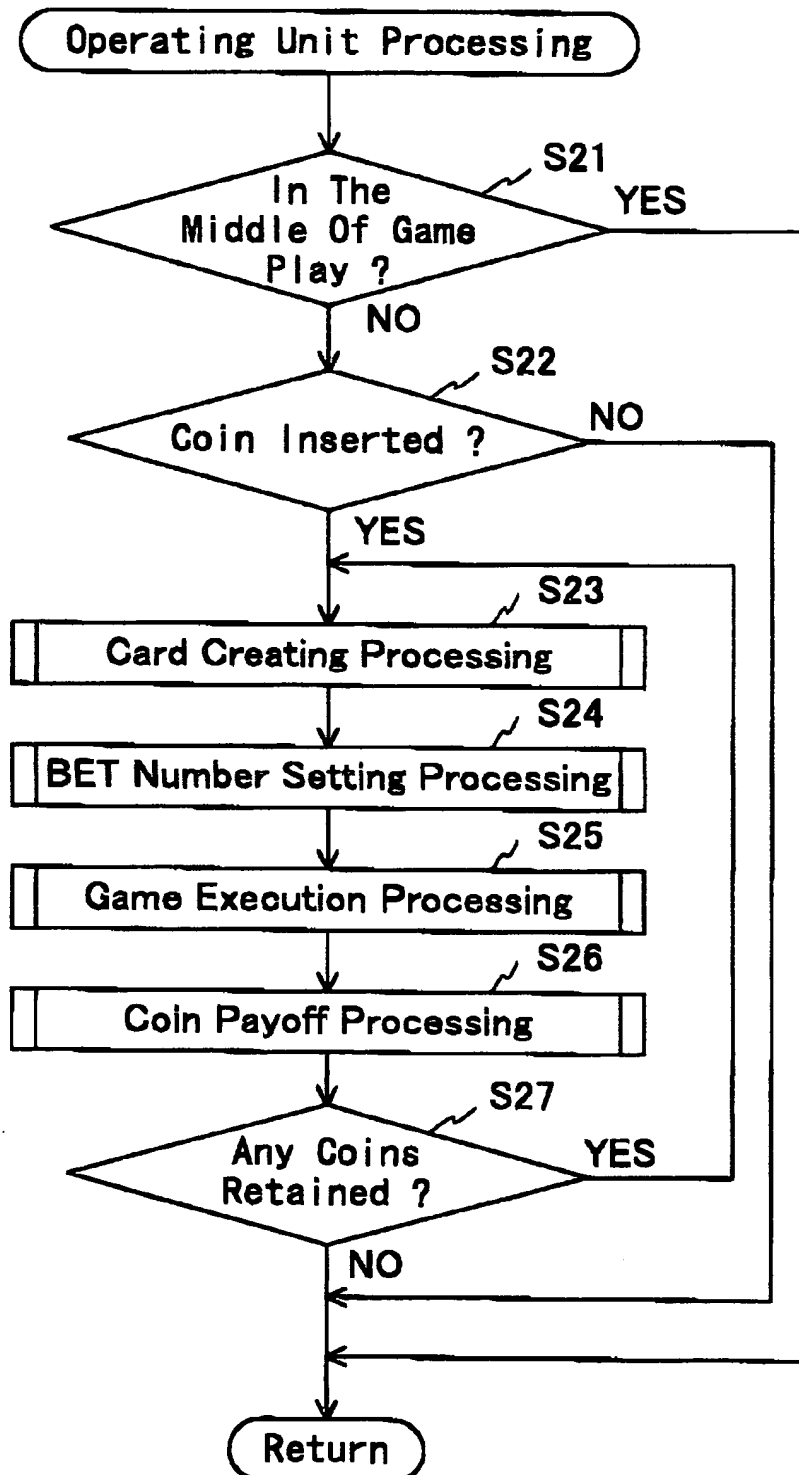 Operating Unit Processing
S21
In The
Middle Of Game
Play ?
YES
NO
S22
Coin Inserted ?
NO
YES
S23
Card Creating Processing
S24
BET Number Setting Processing
S25
Game Execution Processing
S26
Coin Payoff Processing
S27
Any Coins
Retained ?
YES
NO
Return